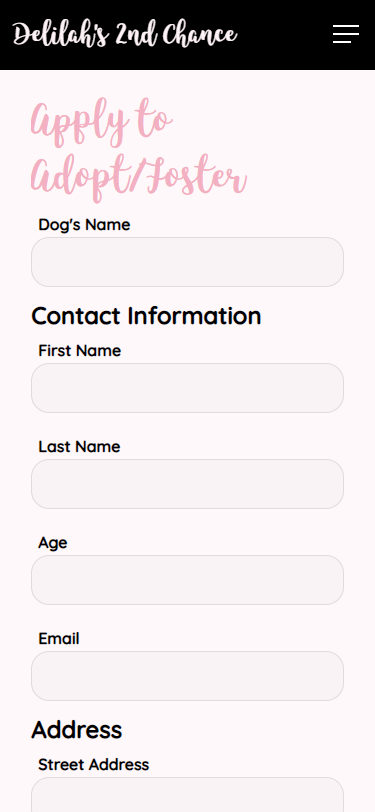 Delilah's 2nd Chance
Apply to
Adopt/Foster
Dog's Name
Contact Information
First Name
Last Name
Age
Email
Address
Street Address